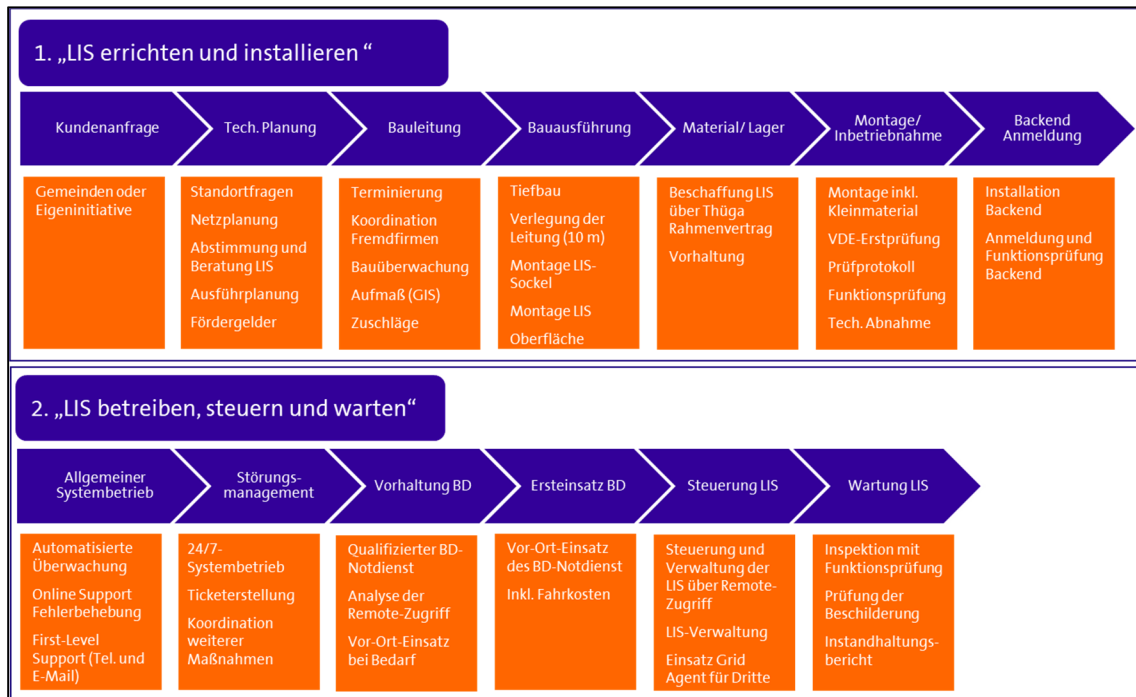 1. „LIS errichten und installieren “
Kundenanfrage
Tech. Planung
Bauleitung
Bauausführung
Material/ Lager
Montage/
Inbetriebnahme
Backend
Anmeldung
Gemeinden oder
Eigeninitiative
Standortfragen
Netzplanung
Abstimmung und
Beratung LIS
Ausführplanung
Fördergelder
Terminierung
Koordination
Fremdfirmen
Bauüberwachung
Aufmaß (GIS)
Zuschläge
Tiefbau
Verlegung der
Leitung (10 m)
Montage LIS-
Sockel
Montage LIS
Oberfläche
Beschaffung LIS
über Thüga
Rahmenvertrag
Vorhaltung
Montage inkl.
Kleinmaterial
VDE-Erstprüfung
Prüfprotokoll
Funktionsprüfung
Tech. Abnahme
Installation
Backend
Anmeldung und
Funktionsprüfung
Backend
2. „LIS betreiben, steuern und warten“
Allgemeiner
Systembetrieb
Störungs-
management
Vorhaltung BD
Ersteinsatz BD
Steuerung LIS
Wartung LIS
Automatisierte
Überwachung
Online Support
Fehlerbehebung
First-Level
Support (Tel. und
E-Mail)
24/7-
Systembetrieb
Ticketerstellung
Koordination
weiterer
Maßnahmen
Qualifizierter BD-
Notdienst
Analyse der
Remote-Zugriff
Vor-Ort-Einsatz
bei Bedarf
Vor-Ort-Einsatz
des BD-Notdienst
Inkl. Fahrkosten
Steuerung und
Verwaltung der
LIS über Remote-
Zugriff
LIS-Verwaltung
Einsatz Grid
Agent für Dritte
Inspektion mit
Funktionsprüfung
Prüfung der
Beschilderung
Instandhaltungs-
bericht